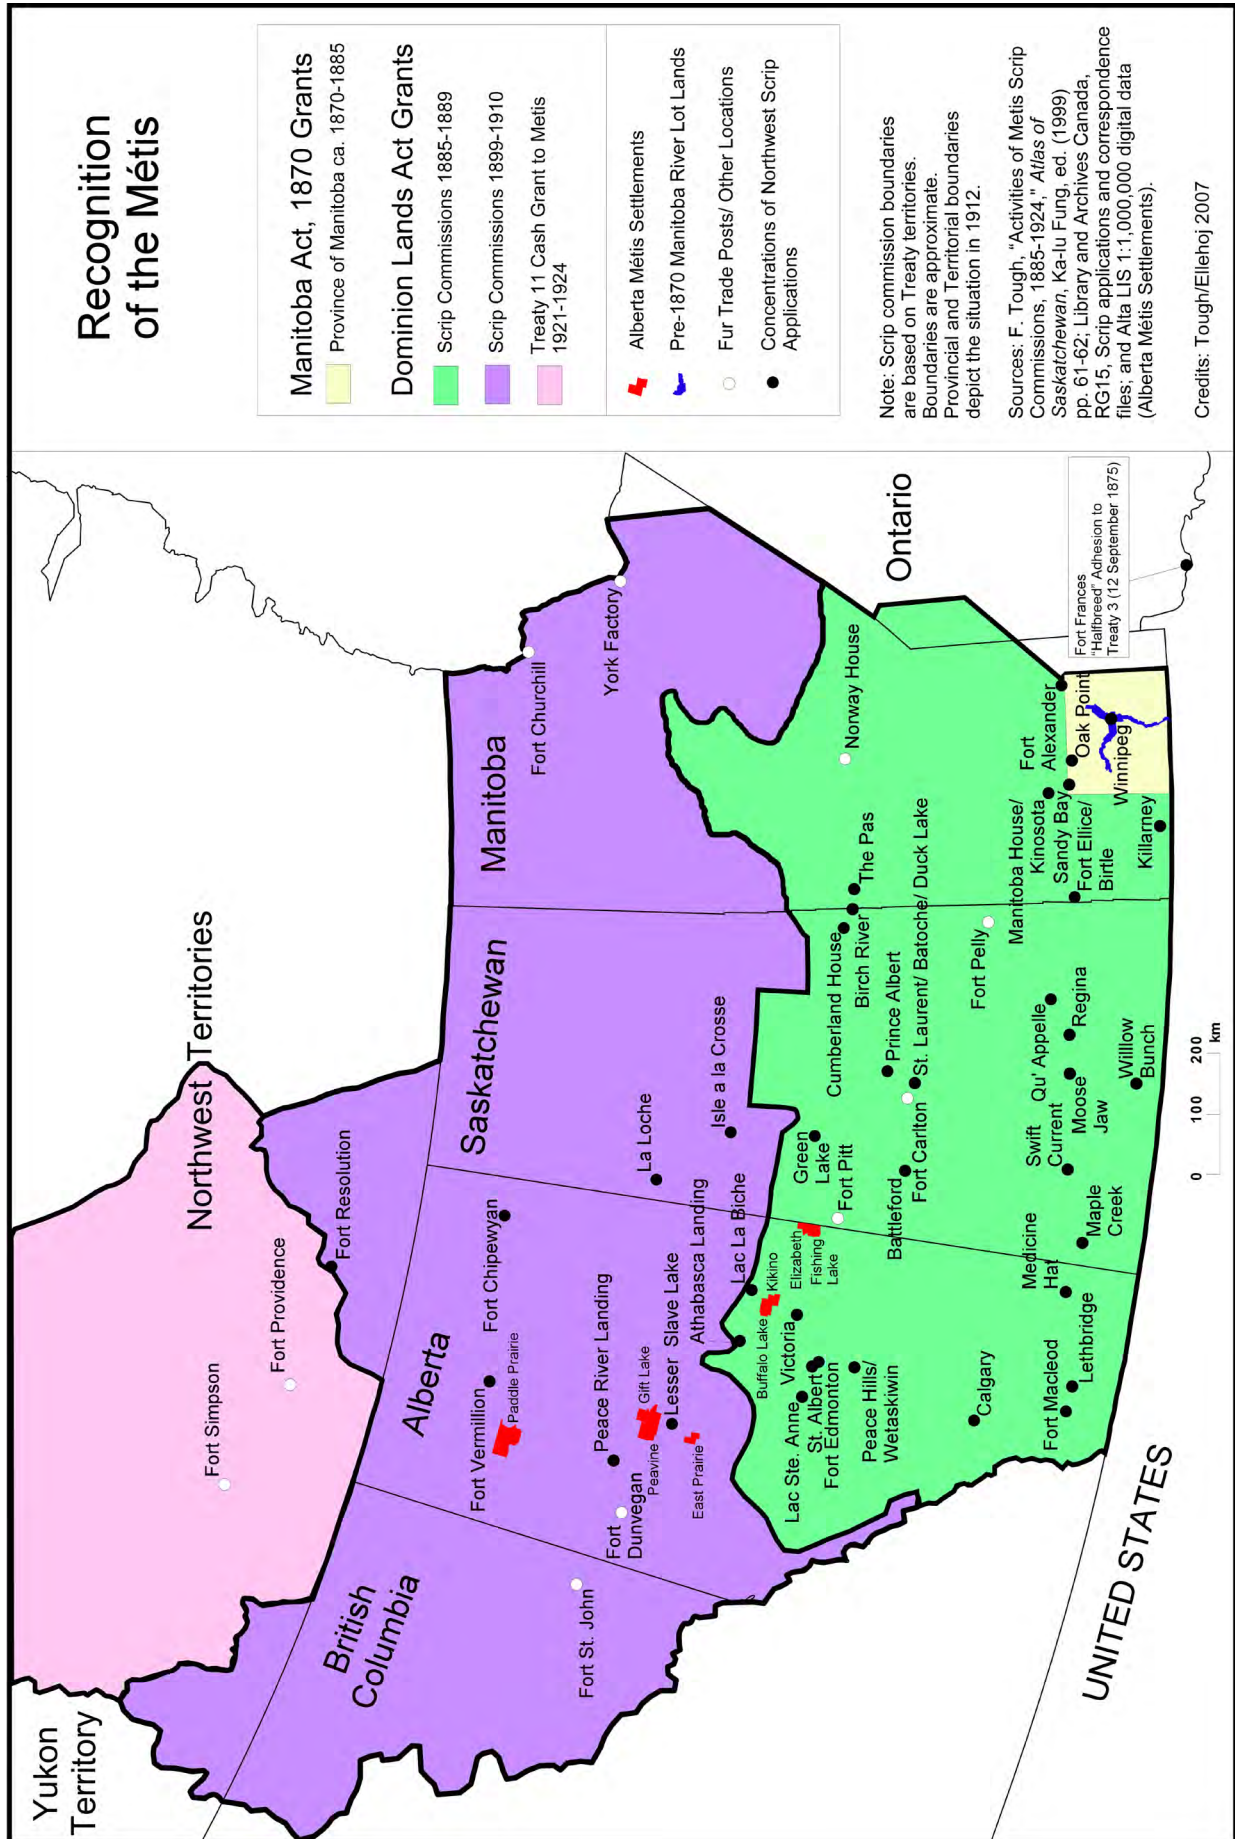 Recognition
of the Métis
Manitoba Act, 1870 Grants
Province of Manitoba ca. 1870-1885
Dominion Lands Act Grants
Scrip Commissions 1885-1889
Scrip Commissions 1899-1910
Treaty 11 Cash Grant to Metis
1921-1924
Alberta Métis Settlements
Pre-1870 Manitoba River Lot Lands
Fur Trade Posts/ Other Locations
Concentrations of Northwest Scrip
Applications
Note: Scrip commission boundaries
are based on Treaty territories.
Boundaries are approximate.
Provincial and Territorial boundaries
depict the situation in 1912.
Sources: F. Tough, "Activities of Metis Scrip
Commissions, 1885-1924," Atlas of
Saskatchewan, Ka-Iu Fung, ed. (1999)
pp. 61-62; Library and Archives Canada,
RG15, Scrip applications and correspondence
files; and Alta LIS 1:1,000,000 digital data
(Alberta Métis Settlements).
Credits: Tough/Ellehoj 2007
Yukon
Territory
Northwest Territories
British
Columbia
Alberta
Saskatchewan
Manitoba
Ontario
UNITED STATES
Fort Simpson
Fort Providence
Fort Resolution
Fort St. John
Fort Vermillion
Paddle Prairie
Fort Chipewyan
Fort
Dunvegan
Peace River Landing
Peavine
Gift Lake
Lesser Slave Lake
East Prairie
Athabasca Landing
Lac La Biche
La Loche
Isle a la Crosse
Fort Churchill
York Factory
Buffalo Lake
Kikino
Elizabeth
Fishing
Lake
Victoria
Lac Ste. Anne
St. Albert
Fort Edmonton
Peace Hills/
Wetaskiwin
Green
Lake
Fort Pitt
Battleford
Fort Carlton
Cumberland House
Birch River
The Pas
Prince Albert
St. Laurent/ Batoche/ Duck Lake
Norway House
Fort Pelly
Calgary
Fort Macleod
Lethbridge
Medicine
Hat
Maple
Creek
Swift
Current
Moose
Jaw
Qu' Appelle
Regina
Willlow
Bunch
Manitoba House/
Kinosota
Sandy Bay
Fort Ellice/
Birtle
Fort
Alexander
Oak Point
Winnipeg
Killarney
Fort Frances
"Halfbreed" Adhesion to
Treaty 3 (12 September 1875)
0 100 200
km